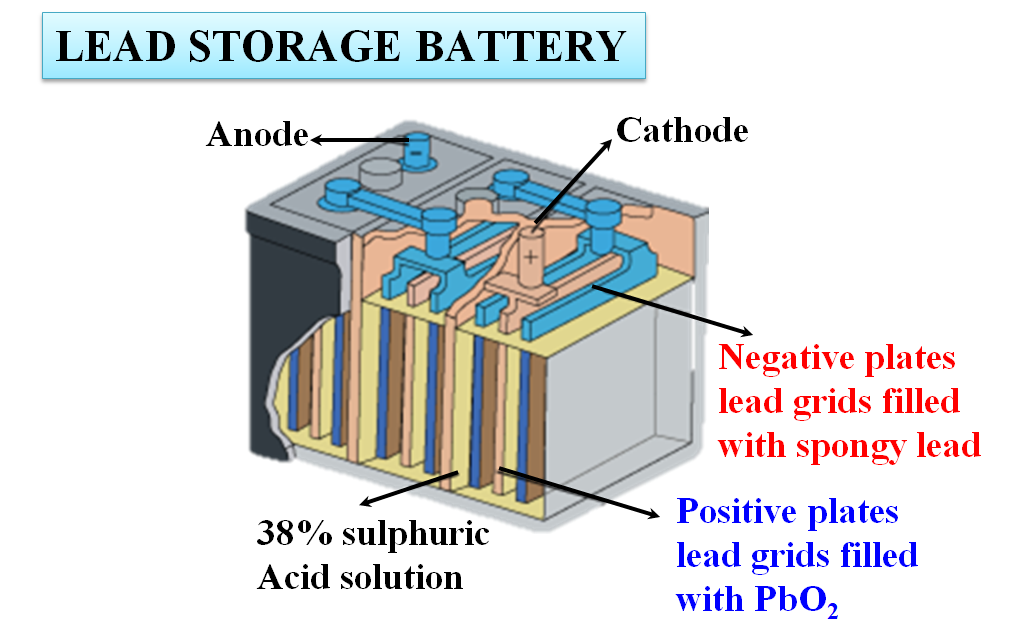 LEAD STORAGE BATTERY
Anode
Cathode
-
+
Negative plates
lead grids filled
with spongy lead
38% sulphuric
Acid solution
Positive plates
lead grids filled
with PbO₂